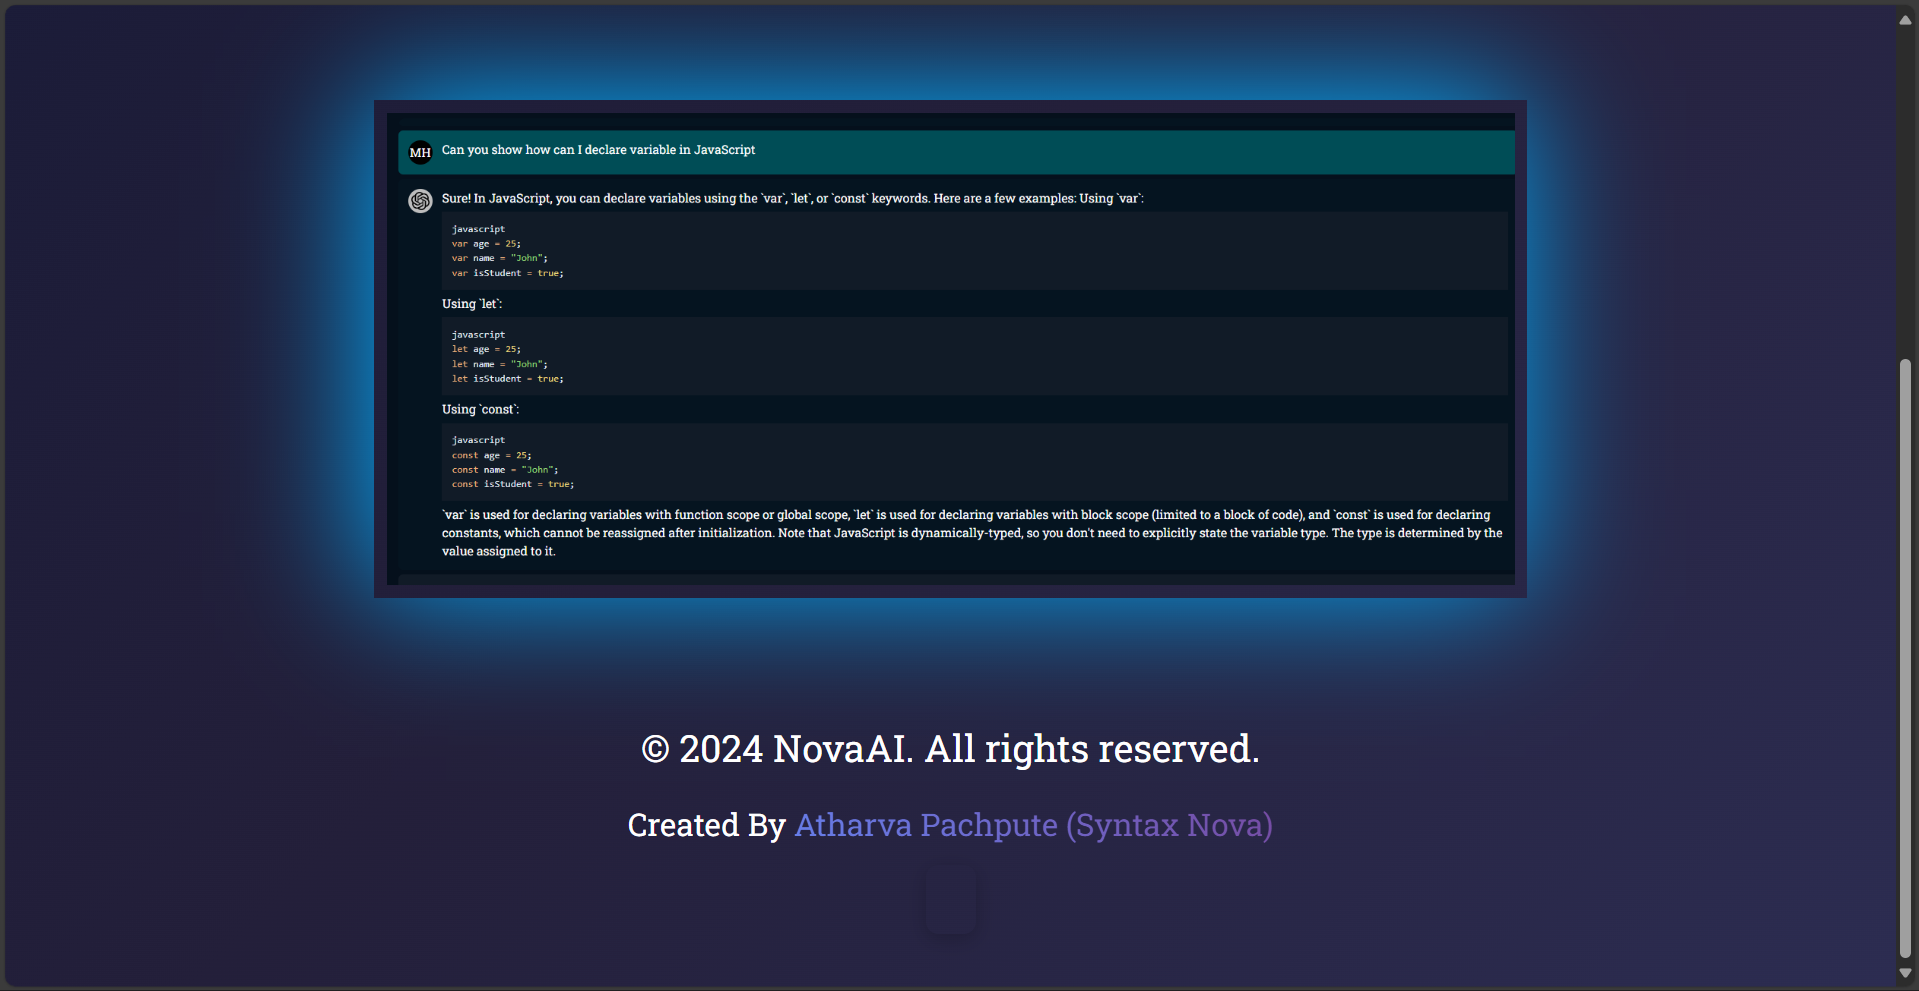 MH
Can you show how can I declare variable in JavaScript
Sure! In JavaScript, you can declare variables using the `var`, `let`, or `const` keywords. Here are a few examples: Using `var`:
javascript
var age = 25;
var name = "John";
var isStudent = true;
Using `let`:
javascript
let age = 25;
let name = "John";
let isStudent = true;
Using `const`:
javascript
const age = 25;
const name = "John";
const isStudent = true;
`var` is used for declaring variables with function scope or global scope, `let` is used for declaring variables with block scope (limited to a block of code), and `const` is used for declaring
constants, which cannot be reassigned after initialization. Note that JavaScript is dynamically-typed, so you don't need to explicitly state the variable type. The type is determined by the
value assigned to it.
© 2024 NovaAI. All rights reserved.
Created By Atharva Pachpute (Syntax Nova)